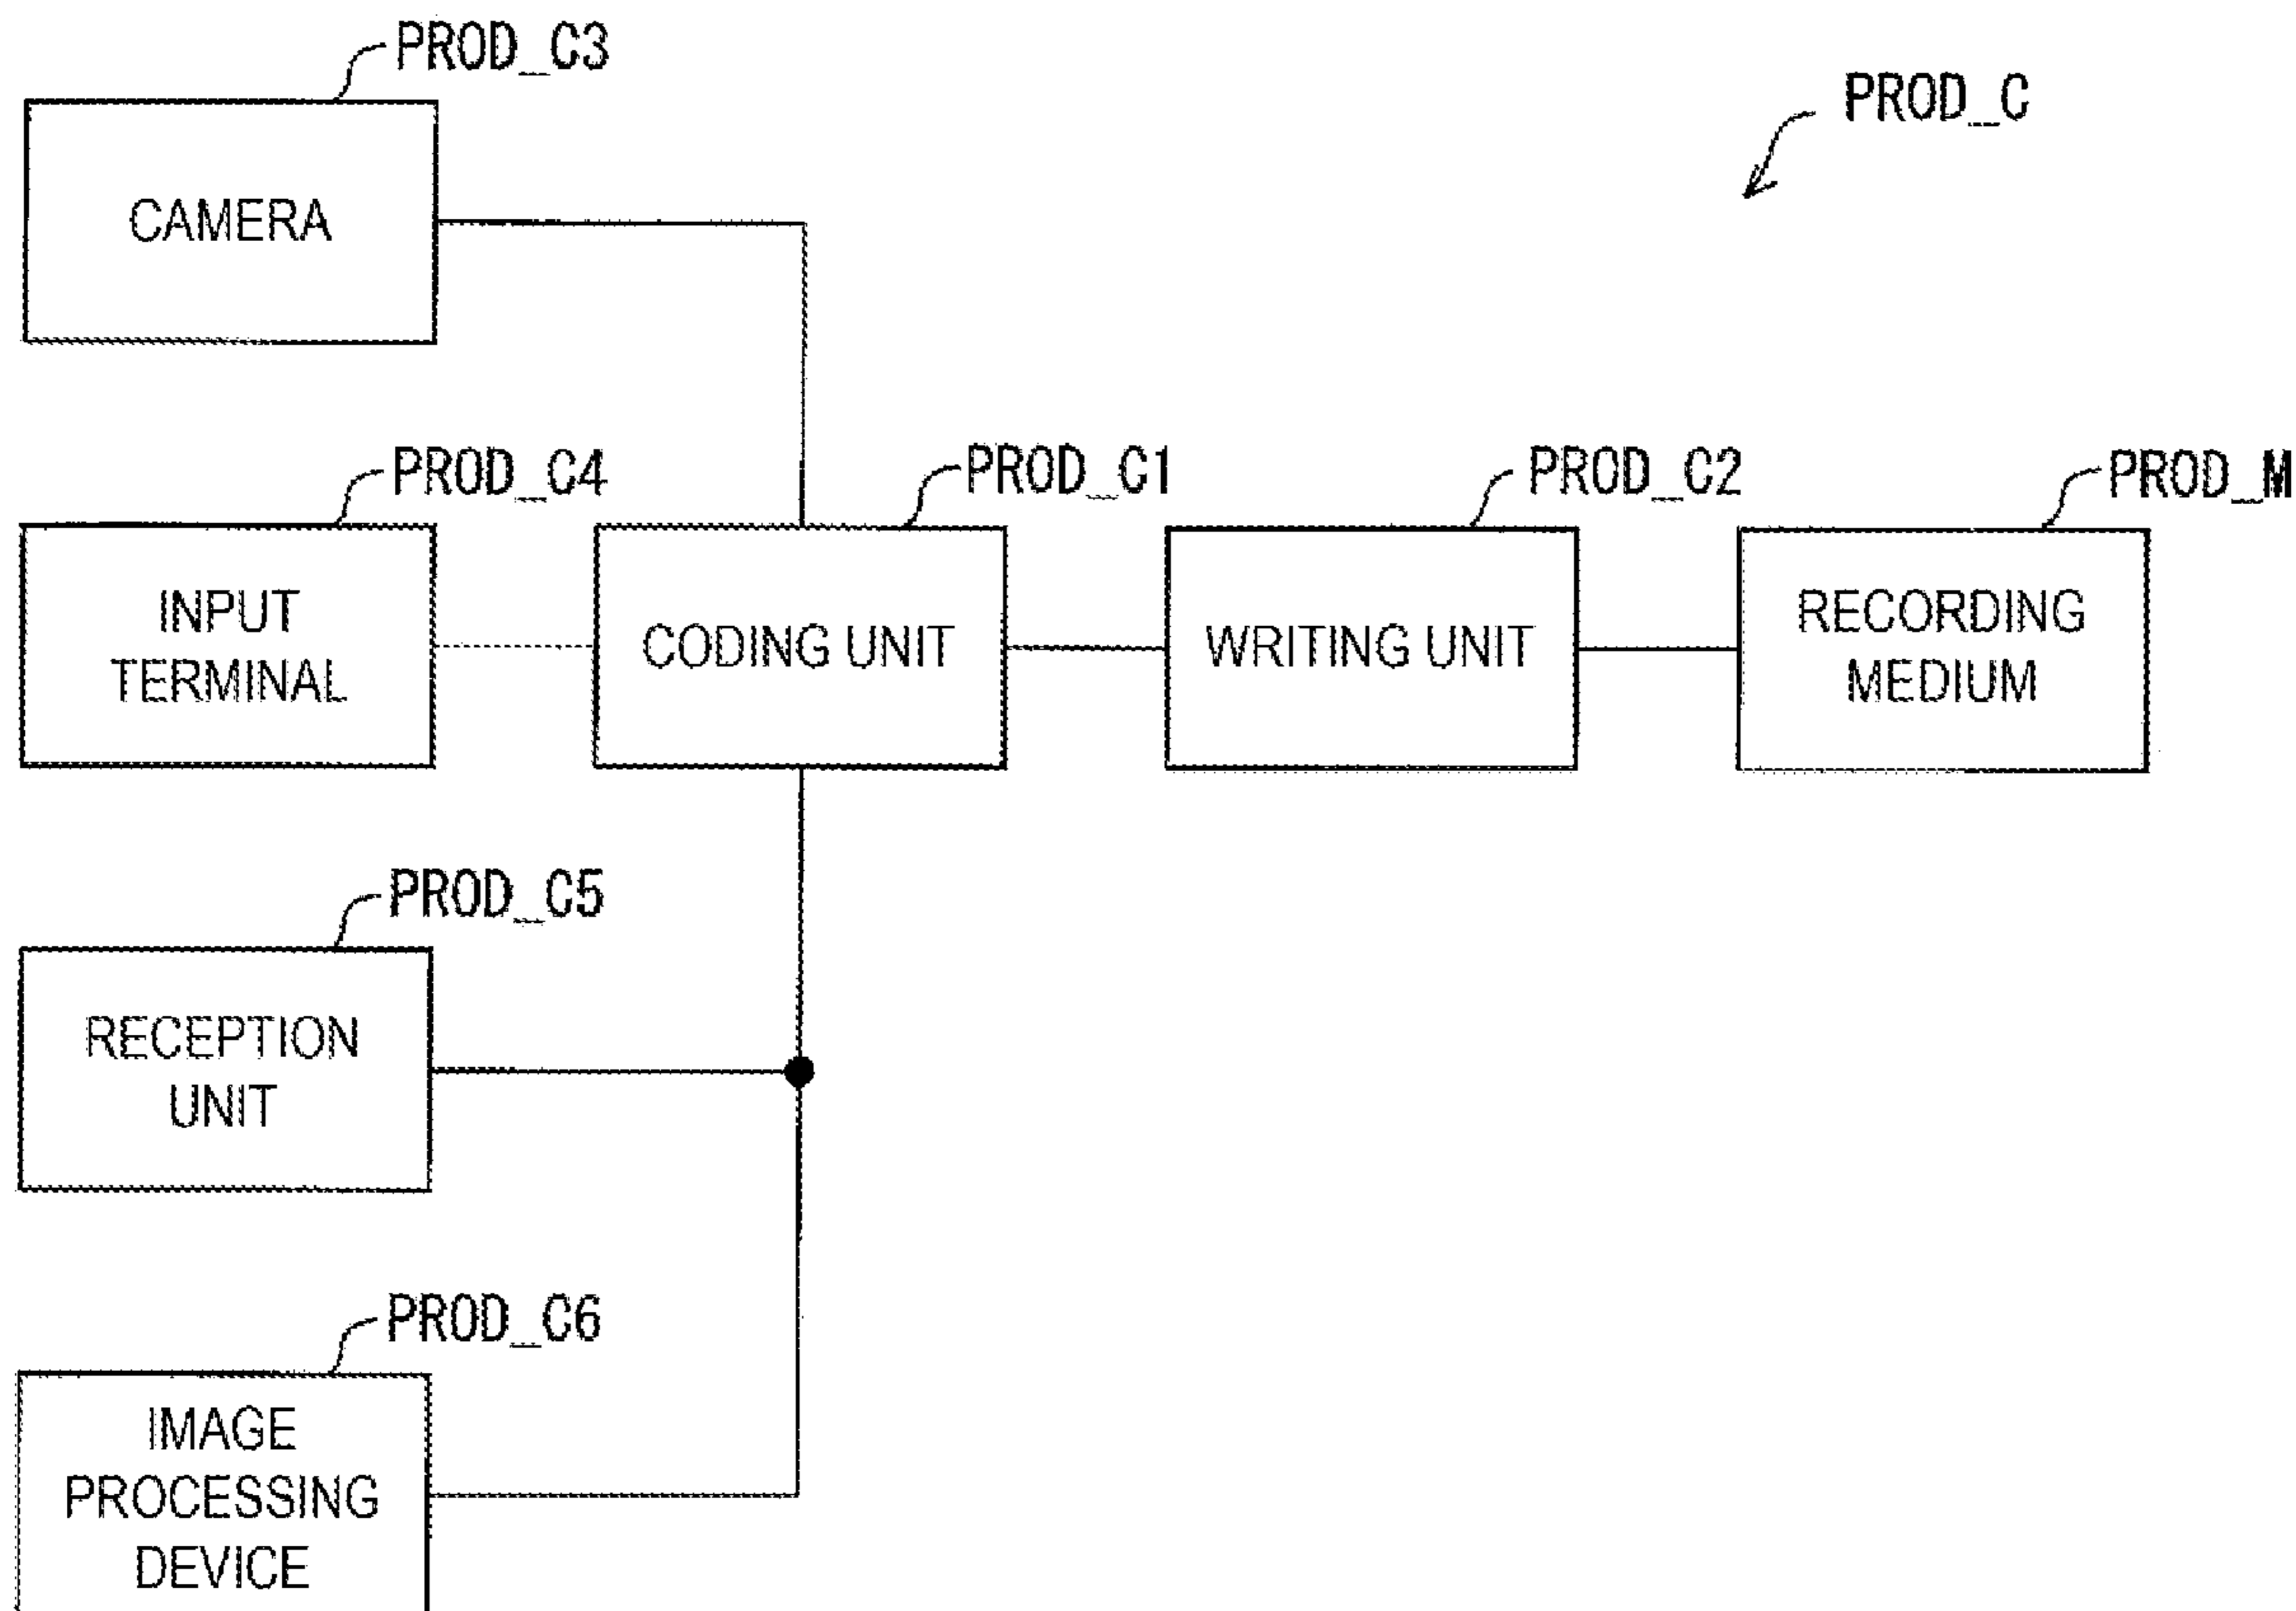 PROD_C3
PROD_C
CAMERA
PROD_C4
PROD_C1
PROD_C2
PROD_M
INPUT
TERMINAL
CODING UNIT
WRITING UNIT
RECORDING
MEDIUM
PROD_C5
RECEPTION
UNIT
PROD_C6
IMAGE
PROCESSING
DEVICE